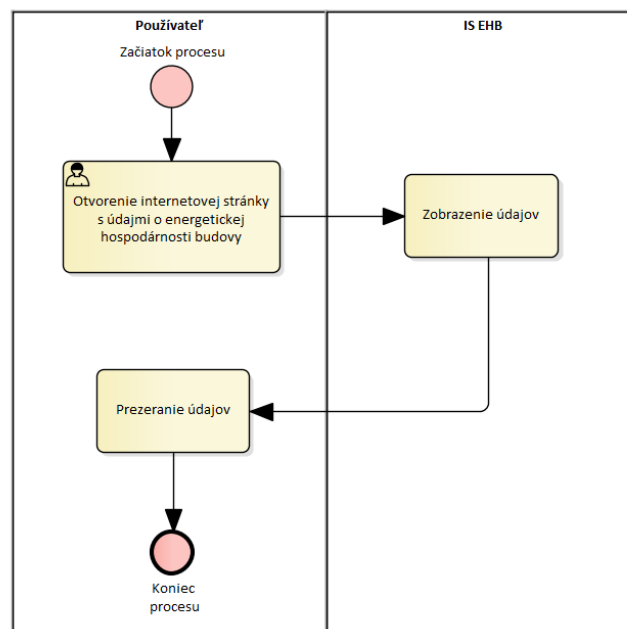 Používateľ
IS EHB
Začiatok procesu
Otvorenie internetovej stránky
s údajmi o energetickej
hospodárnosti budovy
Zobrazenie údajov
Prezeranie údajov
Koniec
procesu